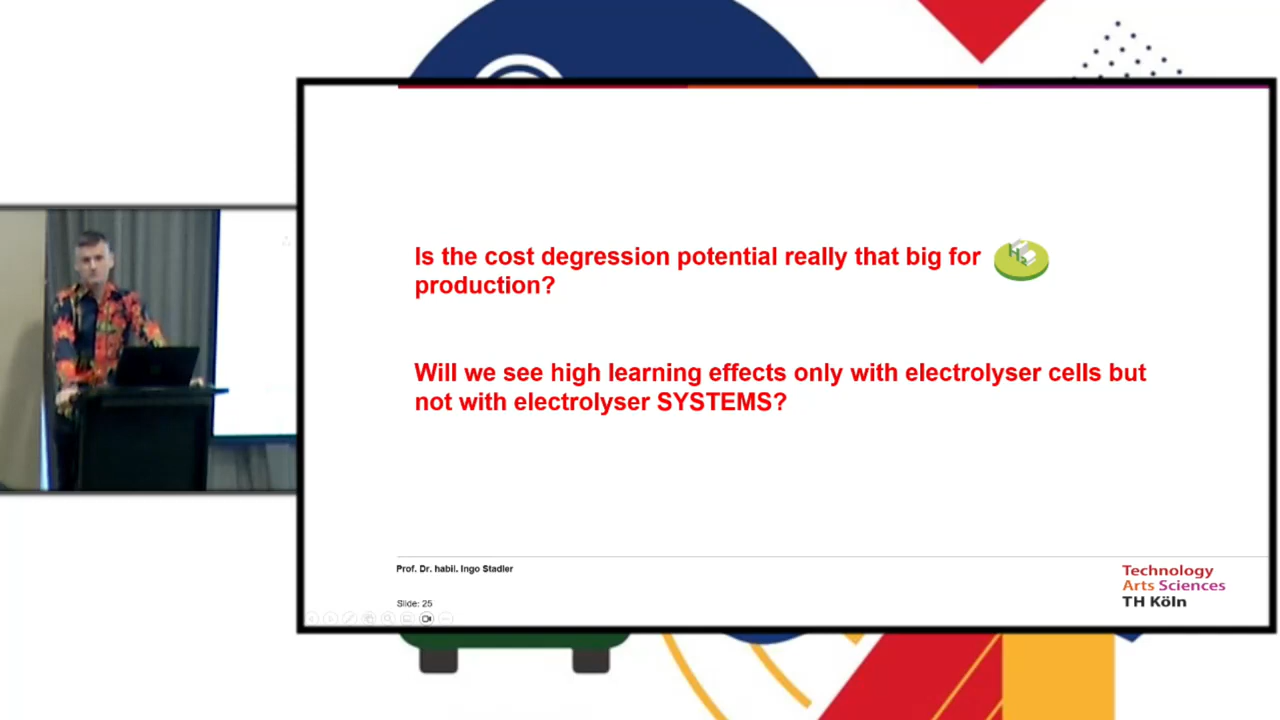 Is the cost degression potential really that big for H2
production?
Will we see high learning effects only with electrolyser cells but
not with electrolyser SYSTEMS?
Prof. Dr. habil. Ingo Stadler
Slide: 25
Technology
Arts Sciences
TH Köln